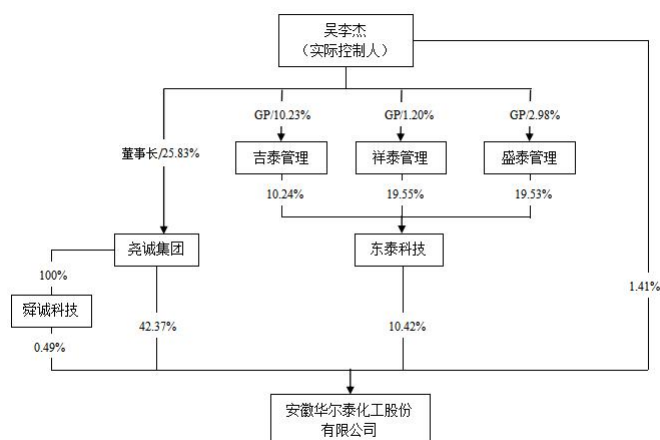 吴李杰
（实际控制人）
GP/10.23%
GP/1.20%
GP/2.98%
董事长/25.83%
吉泰管理
祥泰管理
盛泰管理
10.24%
19.55%
19.53%
尧诚集团
东泰科技
100%
1.41%
舜诚科技
42.37%
10.42%
0.49%
安徽华尔泰化工股份
有限公司